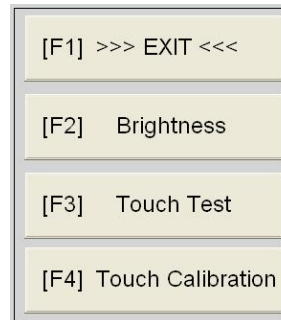 [F1] >>> EXIT <<<
[F2] Brightness
[F3] Touch Test
[F4] Touch Calibration